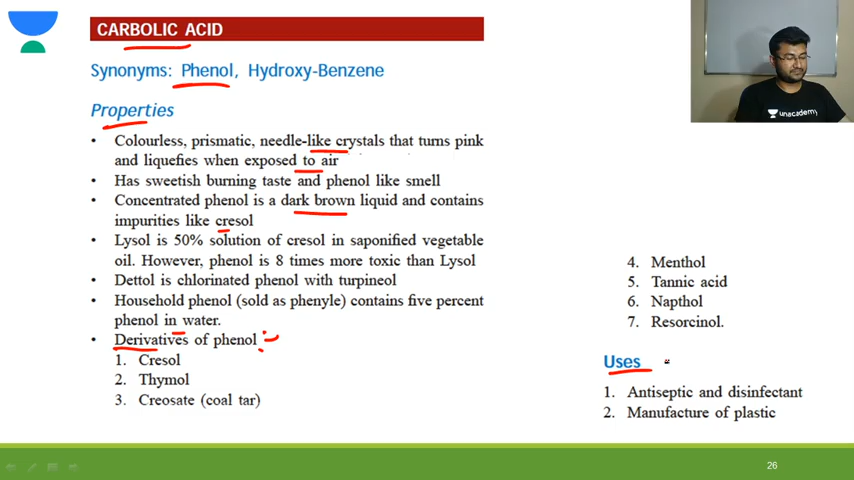 CARBOLIC ACID
Synonyms: Phenol, Hydroxy-Benzene
Properties
• Colourless, prismatic, needle-like crystals that turns pink
and liquefies when exposed to air
• Has sweetish burning taste and phenol like smell
• Concentrated phenol is a dark brown liquid and contains
impurities like cresol
• Lysol is 50% solution of cresol in saponified vegetable
oil. However, phenol is 8 times more toxic than Lysol
• Dettol is chlorinated phenol with turpineol
• Household phenol (sold as phenyle) contains five percent
phenol in water.
• Derivatives of phenol
1. Cresol
2. Thymol
3. Creosate (coal tar)
4. Menthol
5. Tannic acid
6. Napthol
7. Resorcinol.
Uses
1. Antiseptic and disinfectant
2. Manufacture of plastic
unacademy
26